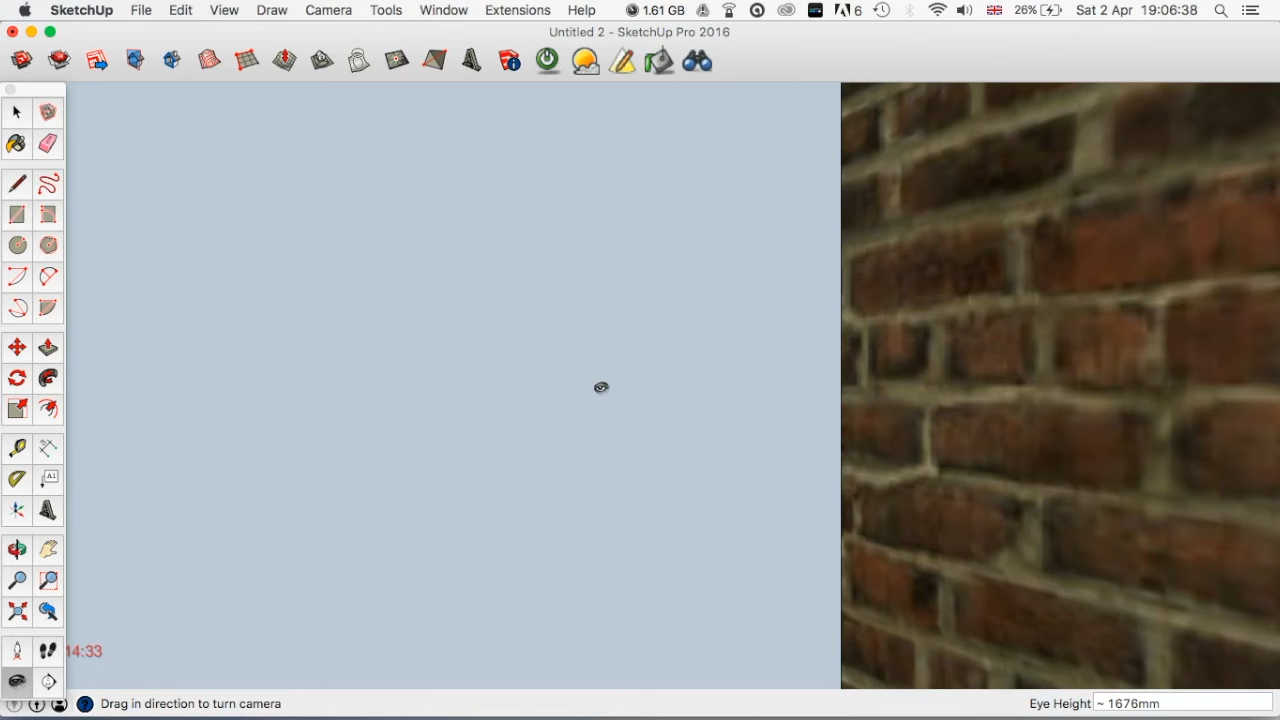 SketchUp File Edit View Draw Camera Tools Window Extensions Help 1.61 GB 6 26% Sat 2 Apr 19:06:38
Untitled 2 - SketchUp Pro 2016
A1
14:33
Drag in direction to turn camera Eye Height ~ 1676mm